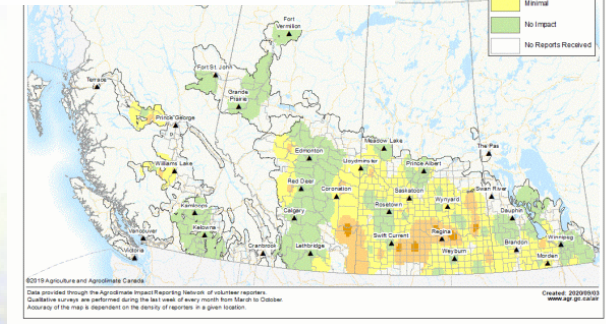 Minimal
No Impact
No Reports Received
Fort
Vermilion
Fort St. John
Grande
Prairie
Terrace
Prince George
Williams Lake
Kamloops
Kelowna
Vancouver
Victoria
Cranbrook
Edmonton
Red Deer
Calgary
Lethbridge
Coronation
Lloydminster
Meadow Lake
Prince Albert
The Pas
Saskatoon
Rosetown
Wynyard
Swan River
Dauphin
Swift Current
Regina
Weyburn
Brandon
Winnipeg
Morden
©2019 Agriculture and Agroclimate Canada
Data provided through the Agroclimate Impact Reporting Network of volunteer reporters.
Qualitative surveys are performed during the last week of every month from March to October.
Accuracy of the map is dependent on the density of reporters in a given location.
Created: 2020/09/03
www.agr.gc.ca/air